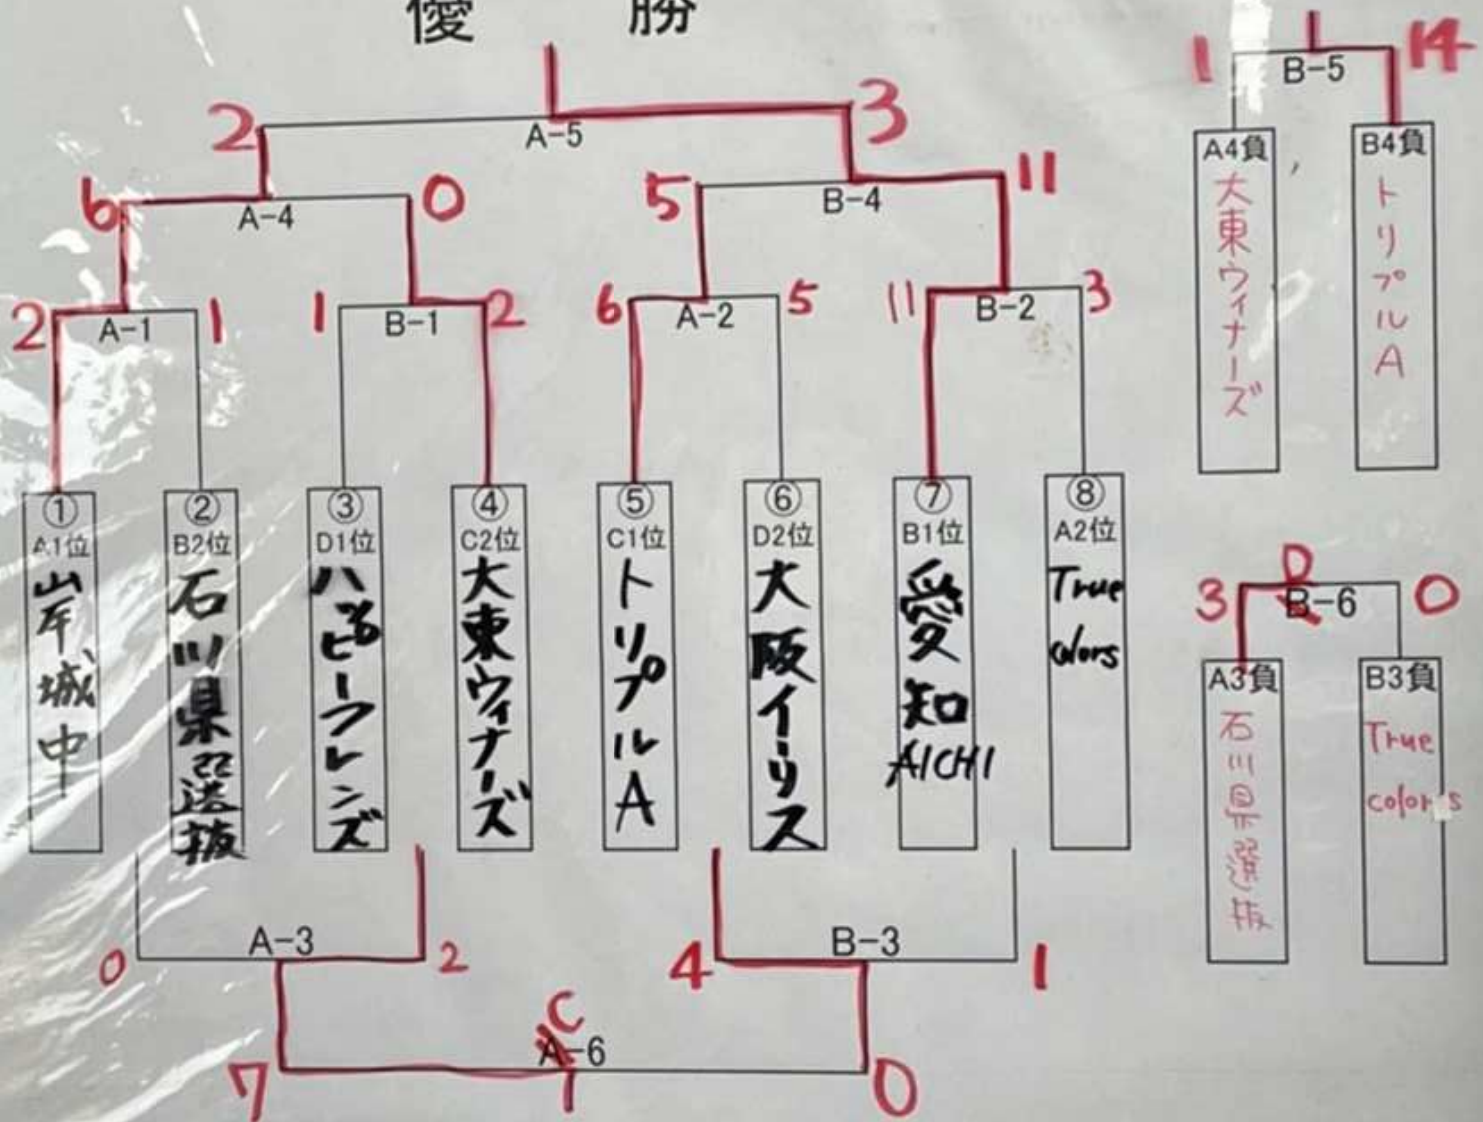 優勝
1 B-5 14
2 A-5 3
A4負 B4負
大東ウィナーズ
トリプルA
6 A-4 0
5 B-4 11
2 A-1 1
1 B-1 2
6 A-2 5
11 B-2 3
① A1位 岸城中
② B2位 石川県選抜
③ D1位 ハピーフレンズ
④ C2位 大東ウィナーズ
⑤ C1位 トリプルA
⑥ D2位 大阪イーリス
⑦ B1位 愛知 AICHI
⑧ A2位 True colors
D
3 B-6 0
A3負 B3負
石川県選抜
True colors
0 A-3 2
4 B-3 1
C
7 A-6 0